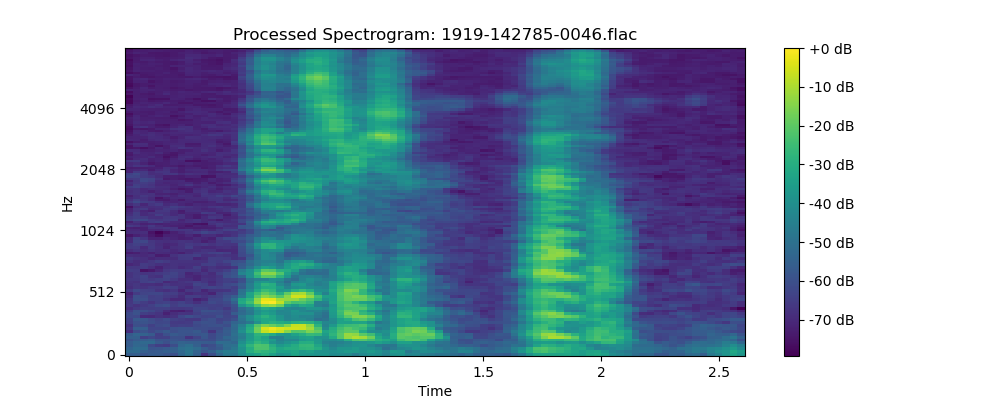 Processed Spectrogram: 1919-142785-0046.flac
Hz
4096
2048
1024
512
0
0
0.5
1
1.5
2
2.5
Time
+0 dB
-10 dB
-20 dB
-30 dB
-40 dB
-50 dB
-60 dB
-70 dB